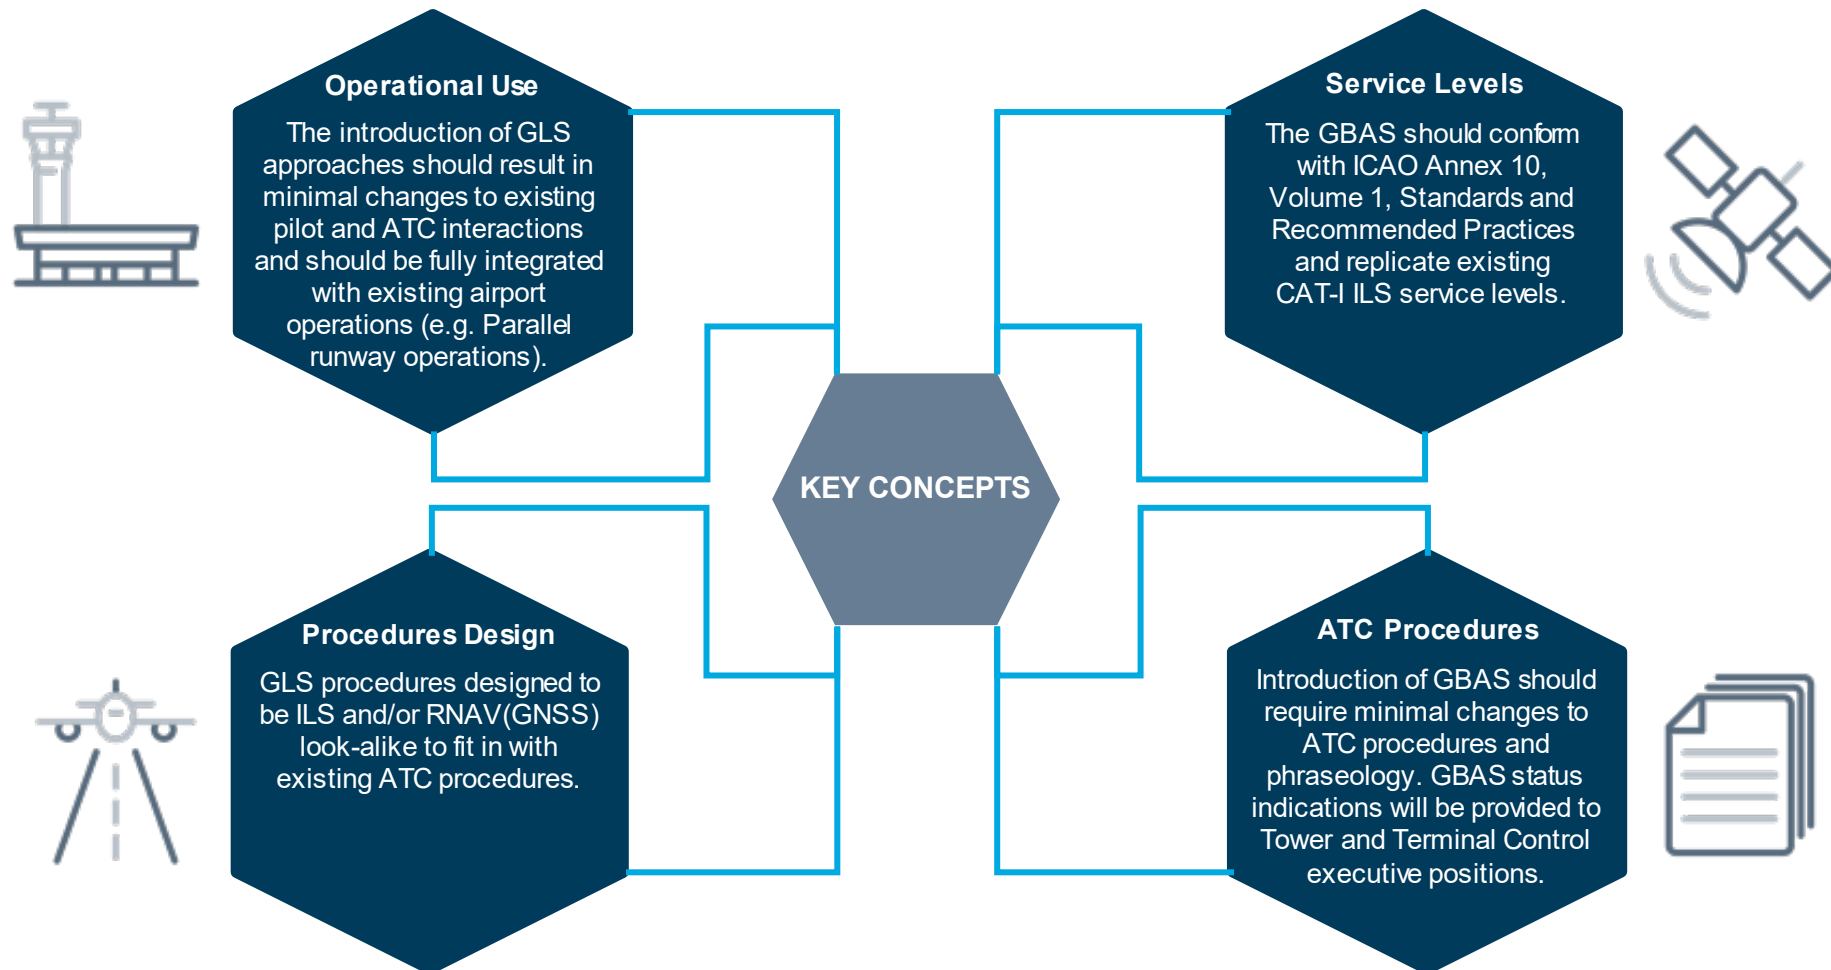 Operational Use
The introduction of GLS
approaches should result in
minimal changes to existing
pilot and ATC interactions
and should be fully integrated
with existing airport
operations (e.g. Parallel
runway operations).
Service Levels
The GBAS should conform
with ICAO Annex 10,
Volume 1, Standards and
Recommended Practices
and replicate existing
CAT-I ILS service levels.
KEY CONCEPTS
Procedures Design
GLS procedures designed to
be ILS and/or RNAV(GNSS)
look-alike to fit in with
existing ATC procedures.
ATC Procedures
Introduction of GBAS should
require minimal changes to
ATC procedures and
phraseology. GBAS status
indications will be provided to
Tower and Terminal Control
executive positions.